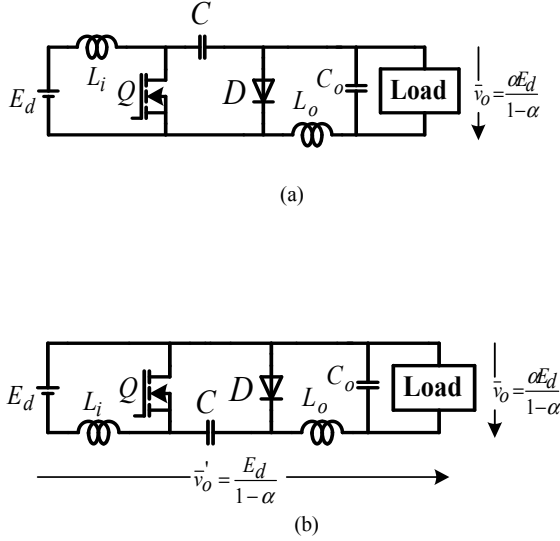 C
L_i
Q
D
C_o
L_o
E_d
Load
v̄_o = αE_d / 1-α
(a)
E_d
L_i
Q
C
D
L_o
C_o
Load
v̄_o = αE_d / 1-α
v̄'_o = E_d / 1-α
(b)